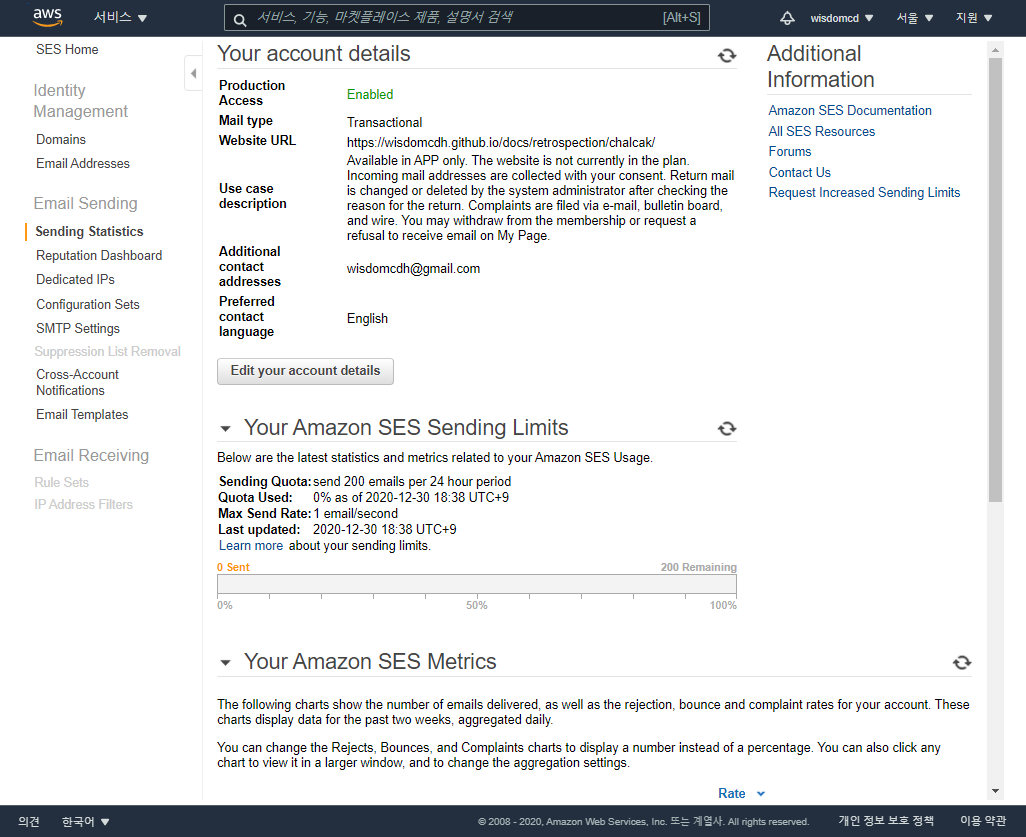 aws 서비스 ▼ 서비스, 기능, 마켓플레이스 제품, 설명서 검색 [Alt+S] wisdomcd ▼ 서울 ▼ 지원 ▼
SES Home
Identity
Management
Domains
Email Addresses
Email Sending
Sending Statistics
Reputation Dashboard
Dedicated IPs
Configuration Sets
SMTP Settings
Suppression List Removal
Cross-Account
Notifications
Email Templates
Email Receiving
Rule Sets
IP Address Filters
Your account details
Production
Access
Enabled
Mail type Transactional
Website URL https://wisdomcdh.github.io/docs/retrospection/chalcak/
Use case
description
Available in APP only. The website is not currently in the plan.
Incoming mail addresses are collected with your consent. Return mail
is changed or deleted by the system administrator after checking the
reason for the return. Complaints are filed via e-mail, bulletin board,
and wire. You may withdraw from the membership or request a
refusal to receive email on My Page.
Additional
contact
addresses
wisdomcdh@gmail.com
Preferred
contact
language
English
Edit your account details
Your Amazon SES Sending Limits
Below are the latest statistics and metrics related to your Amazon SES Usage.
Sending Quota: send 200 emails per 24 hour period
Quota Used: 0% as of 2020-12-30 18:38 UTC+9
Max Send Rate: 1 email/second
Last updated: 2020-12-30 18:38 UTC+9
Learn more about your sending limits.
0 Sent 200 Remaining
0% 50% 100%
Your Amazon SES Metrics
The following charts show the number of emails delivered, as well as the rejection, bounce and complaint rates for your account. These
charts display data for the past two weeks, aggregated daily.
You can change the Rejects, Bounces, and Complaints charts to display a number instead of a percentage. You can also click any
chart to view it in a larger window, and to change the aggregation settings.
Rate
Additional
Information
Amazon SES Documentation
All SES Resources
Forums
Contact Us
Request Increased Sending Limits
의견 한국어 ▼ © 2008 - 2020, Amazon Web Services, Inc. 또는 계열사. All rights reserved. 개인 정보 보호 정책 이용 약관